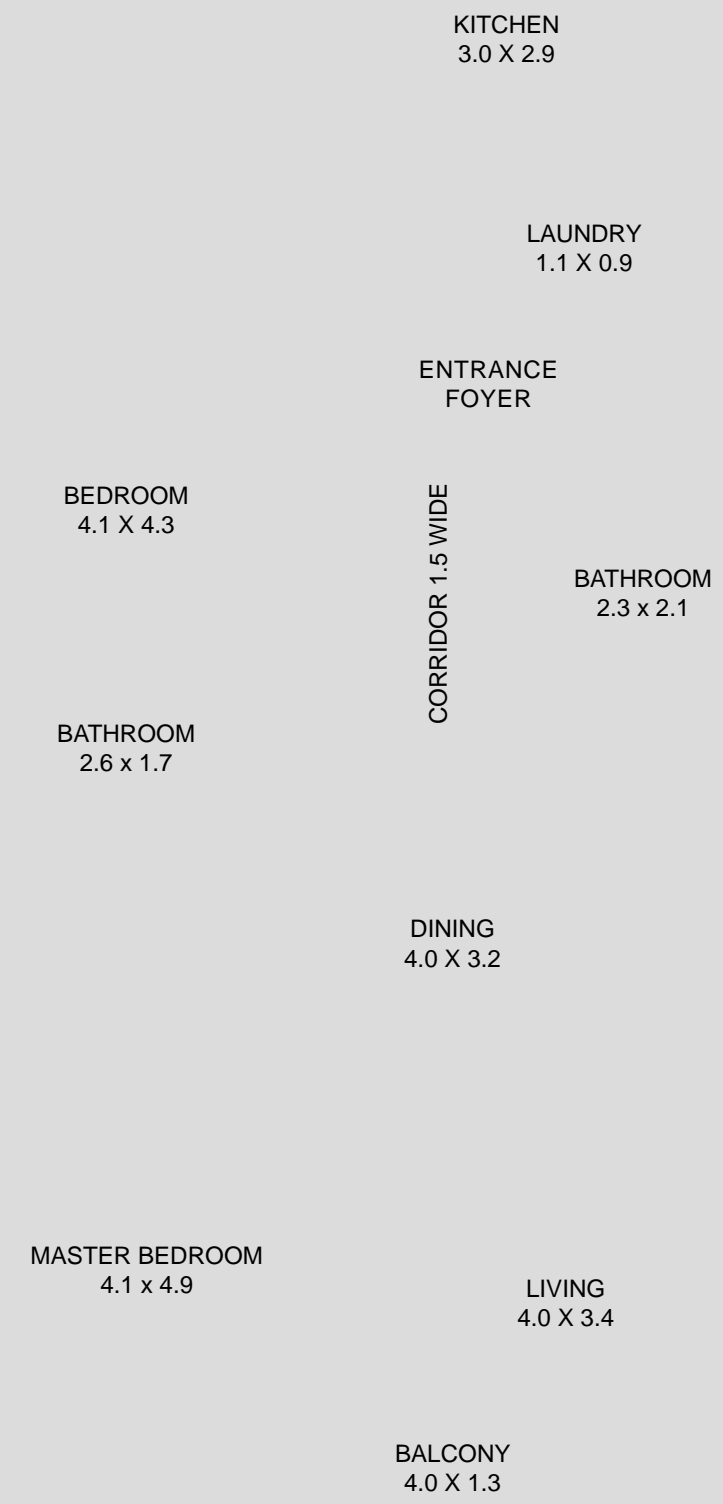 KITCHEN
3.0 X 2.9
LAUNDRY
1.1 X 0.9
ENTRANCE
FOYER
BEDROOM
4.1 X 4.3
CORRIDOR 1.5 WIDE
BATHROOM
2.3 x 2.1
BATHROOM
2.6 x 1.7
DINING
4.0 X 3.2
MASTER BEDROOM
4.1 x 4.9
LIVING
4.0 X 3.4
BALCONY
4.0 X 1.3